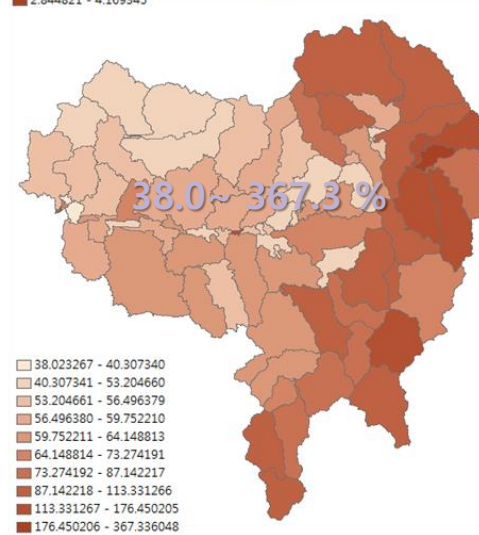 2.844821 - 4.169345
38.0~ 367.3 %
38.023267 - 40.307340
40.307341 - 53.204660
53.204661 - 56.496379
56.496380 - 59.752210
59.752211 - 64.148813
64.148814 - 73.274191
73.274192 - 87.142217
87.142218 - 113.331266
113.331267 - 176.450205
176.450206 - 367.336048